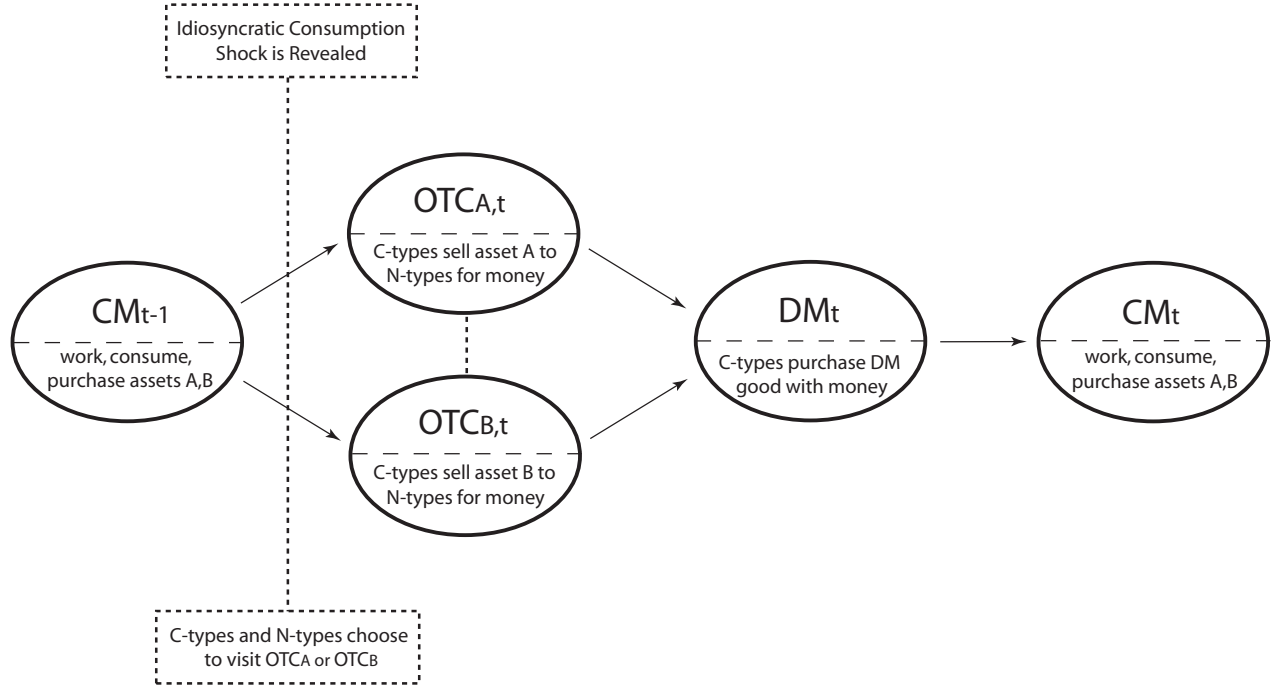 Idiosyncratic Consumption
Shock is Revealed
OTCA,t
C-types sell asset A to
N-types for money
CMt-1
work, consume,
purchase assets A,B
OTCB,t
C-types sell asset B to
N-types for money
DMt
C-types purchase DM
good with money
CMt
work, consume,
purchase assets A,B
C-types and N-types choose
to visit OTCA or OTCB